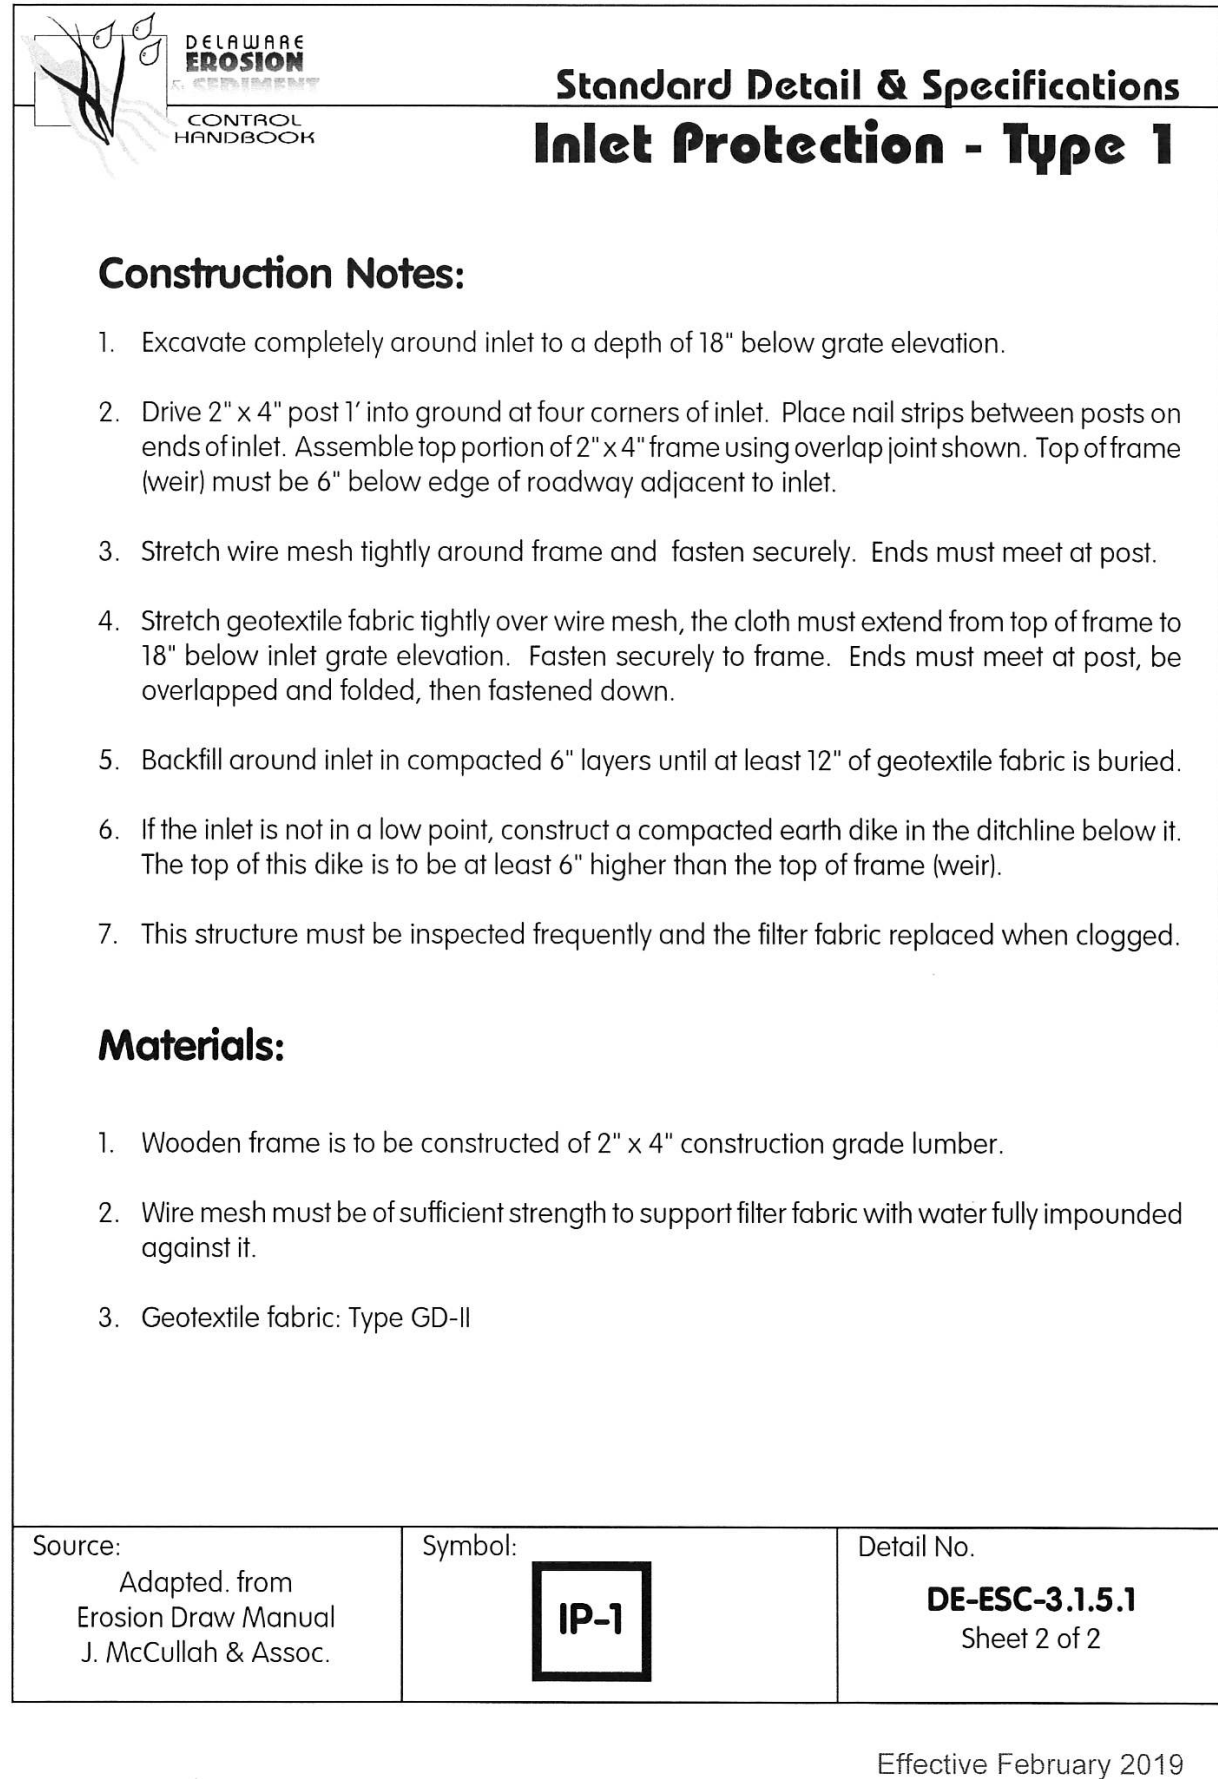 DELAWARE
EROSION
& SEDIMENT
CONTROL
HANDBOOK
Standard Detail & Specifications
Inlet Protection - Type 1
Construction Notes:
1. Excavate completely around inlet to a depth of 18" below grate elevation.
2. Drive 2" x 4" post 1' into ground at four corners of inlet. Place nail strips between posts on
ends of inlet. Assemble top portion of 2" x 4" frame using overlap joint shown. Top of frame
(weir) must be 6" below edge of roadway adjacent to inlet.
3. Stretch wire mesh tightly around frame and fasten securely. Ends must meet at post.
4. Stretch geotextile fabric tightly over wire mesh, the cloth must extend from top of frame to
18" below inlet grate elevation. Fasten securely to frame. Ends must meet at post, be
overlapped and folded, then fastened down.
5. Backfill around inlet in compacted 6" layers until at least 12" of geotextile fabric is buried.
6. If the inlet is not in a low point, construct a compacted earth dike in the ditchline below it.
The top of this dike is to be at least 6" higher than the top of frame (weir).
7. This structure must be inspected frequently and the filter fabric replaced when clogged.
Materials:
1. Wooden frame is to be constructed of 2" x 4" construction grade lumber.
2. Wire mesh must be of sufficient strength to support filter fabric with water fully impounded
against it.
3. Geotextile fabric: Type GD-II
Source:
Adapted. from
Erosion Draw Manual
J. McCullah & Assoc.
Symbol:
IP-1
Detail No.
DE-ESC-3.1.5.1
Sheet 2 of 2
Effective February 2019